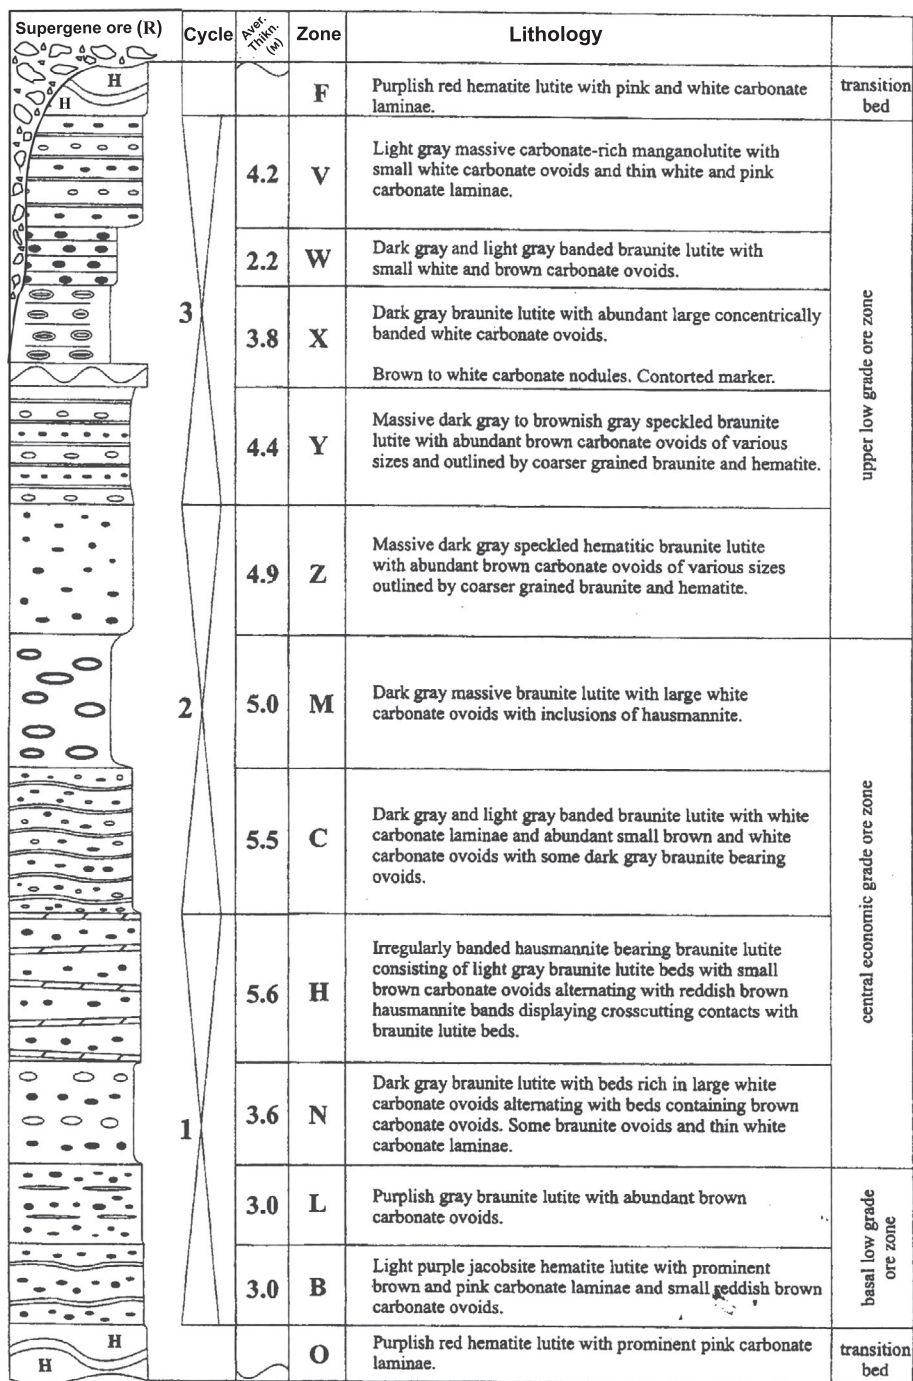 Supergene ore (R) Cycle Aver. Thikn. (M) Zone Lithology
H
H
F
Purplish red hematite lutite with pink and white carbonate
laminae.
transition
bed
4.2 V
Light gray massive carbonate-rich manganolutite with
small white carbonate ovoids and thin white and pink
carbonate laminae.
2.2 W
Dark gray and light gray banded braunite lutite with
small white and brown carbonate ovoids.
3
3.8 X
Dark gray braunite lutite with abundant large concentrically
banded white carbonate ovoids.
Brown to white carbonate nodules. Contorted marker.
upper low grade ore zone
4.4 Y
Massive dark gray to brownish gray speckled braunite
lutite with abundant brown carbonate ovoids of various
sizes and outlined by coarser grained braunite and hematite.
4.9 Z
Massive dark gray speckled hematitic braunite lutite
with abundant brown carbonate ovoids of various sizes
outlined by coarser grained braunite and hematite.
2
5.0 M
Dark gray massive braunite lutite with large white
carbonate ovoids with inclusions of hausmannite.
5.5 C
Dark gray and light gray banded braunite lutite with white
carbonate laminae and abundant small brown and white
carbonate ovoids with some dark gray braunite bearing
ovoids.
central economic grade ore zone
5.6 H
Irregularly banded hausmannite bearing braunite lutite
consisting of light gray braunite lutite beds with small
brown carbonate ovoids alternating with reddish brown
hausmannite bands displaying crosscutting contacts with
braunite lutite beds.
1
3.6 N
Dark gray braunite lutite with beds rich in large white
carbonate ovoids alternating with beds containing brown
carbonate ovoids. Some braunite ovoids and thin white
carbonate laminae.
3.0 L
Purplish gray braunite lutite with abundant brown
carbonate ovoids.
basal low grade
ore zone
3.0 B
Light purple jacobsite hematite lutite with prominent
brown and pink carbonate laminae and small reddish brown
carbonate ovoids.
H
H
O
Purplish red hematite lutite with prominent pink carbonate
laminae.
transition
bed